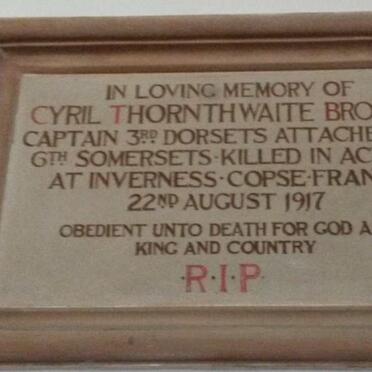 IN LOVING MEMORY OF
CYRIL THORNTHWAITE BRO
CAPTAIN 3RD DORSETS ATTACHE
6TH SOMERSETS·KILLED IN AC
AT INVERNESS·COPSE·FRAN
22ND AUGUST 1917
OBEDIENT UNTO DEATH FOR GOD A
KING AND COUNTRY
·R·I·P·